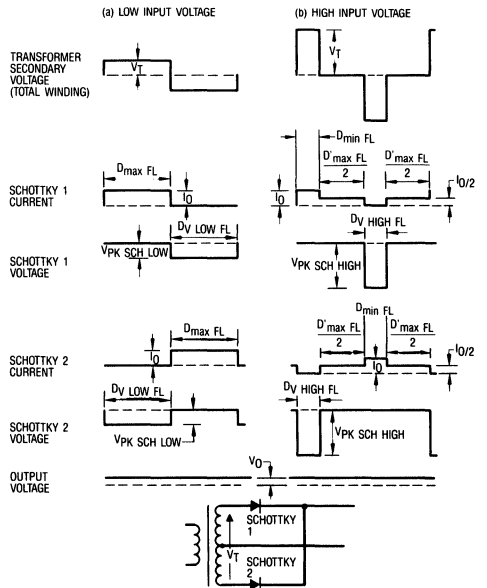 (a) LOW INPUT VOLTAGE
(b) HIGH INPUT VOLTAGE
TRANSFORMER
SECONDARY
VOLTAGE
(TOTAL WINDING)
VT
VT
Dmin FL
Dmax FL
D'max FL
2
D'max FL
2
SCHOTTKY 1
CURRENT
IO
IO
IO/2
DV LOW FL
DV HIGH FL
SCHOTTKY 1
VOLTAGE
VPK SCH LOW
VPK SCH HIGH
Dmin FL
Dmax FL
D'max FL
2
D'max FL
2
SCHOTTKY 2
CURRENT
IO
IO
IO/2
DV LOW FL
DV HIGH FL
SCHOTTKY 2
VOLTAGE
VPK SCH LOW
VPK SCH HIGH
OUTPUT
VOLTAGE
VO
SCHOTTKY
1
VT
SCHOTTKY
2